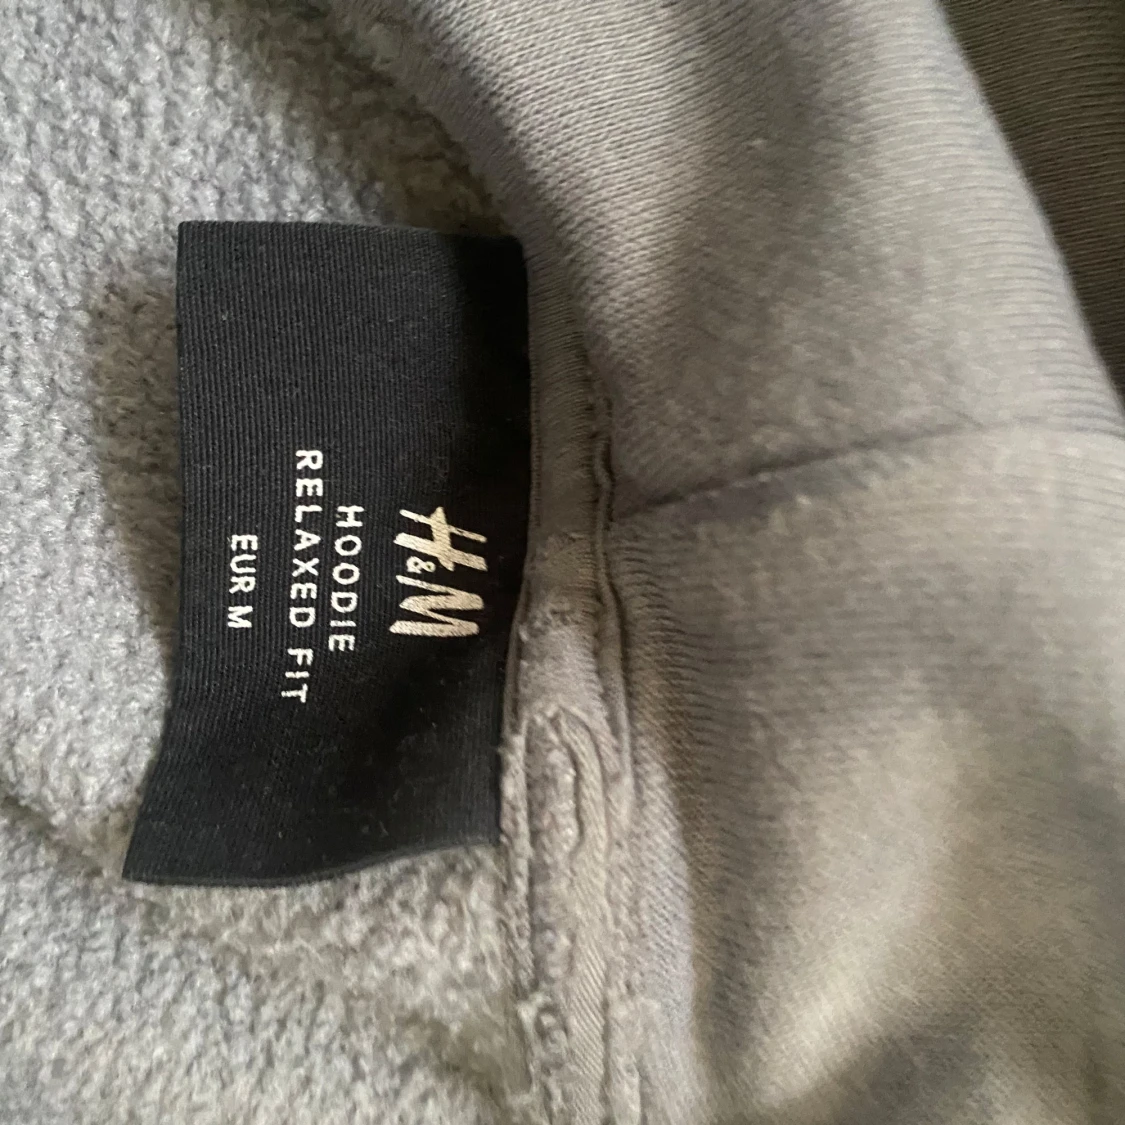 H&M
HOODIE
RELAXED FIT
EUR M